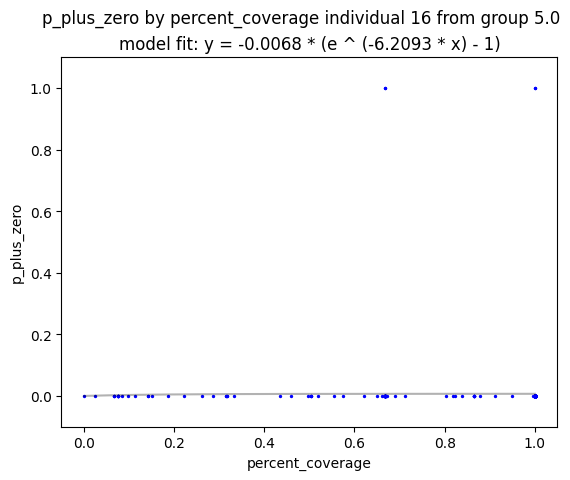 p_plus_zero by percent_coverage individual 16 from group 5.0
model fit: y = -0.0068 * (e ^ (-6.2093 * x) - 1)
1.0
0.8
0.6
0.4
0.2
0.0
p_plus_zero
0.0 0.2 0.4 0.6 0.8 1.0
percent_coverage